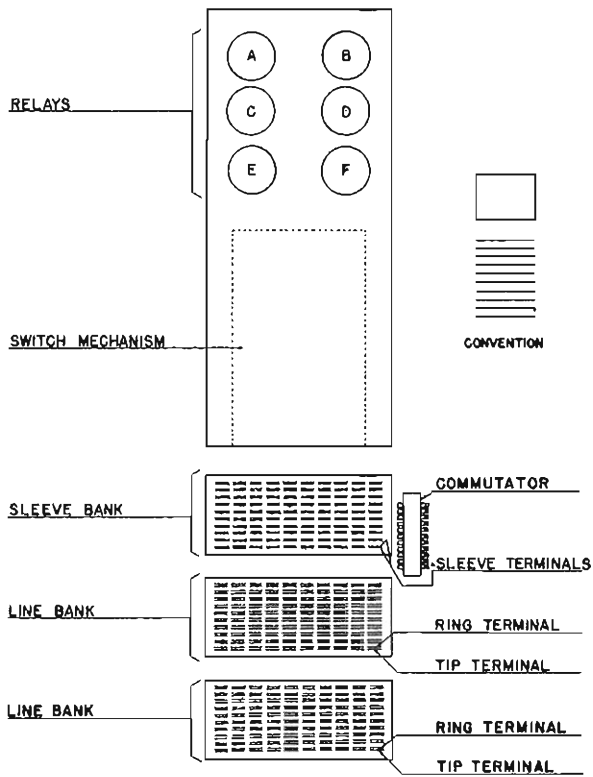 A B
RELAYS
C D
E F
SWITCH MECHANISM
CONVENTION
COMMUTATOR
SLEEVE BANK
SLEEVE TERMINALS
LINE BANK
RING TERMINAL
TIP TERMINAL
LINE BANK
RING TERMINAL
TIP TERMINAL